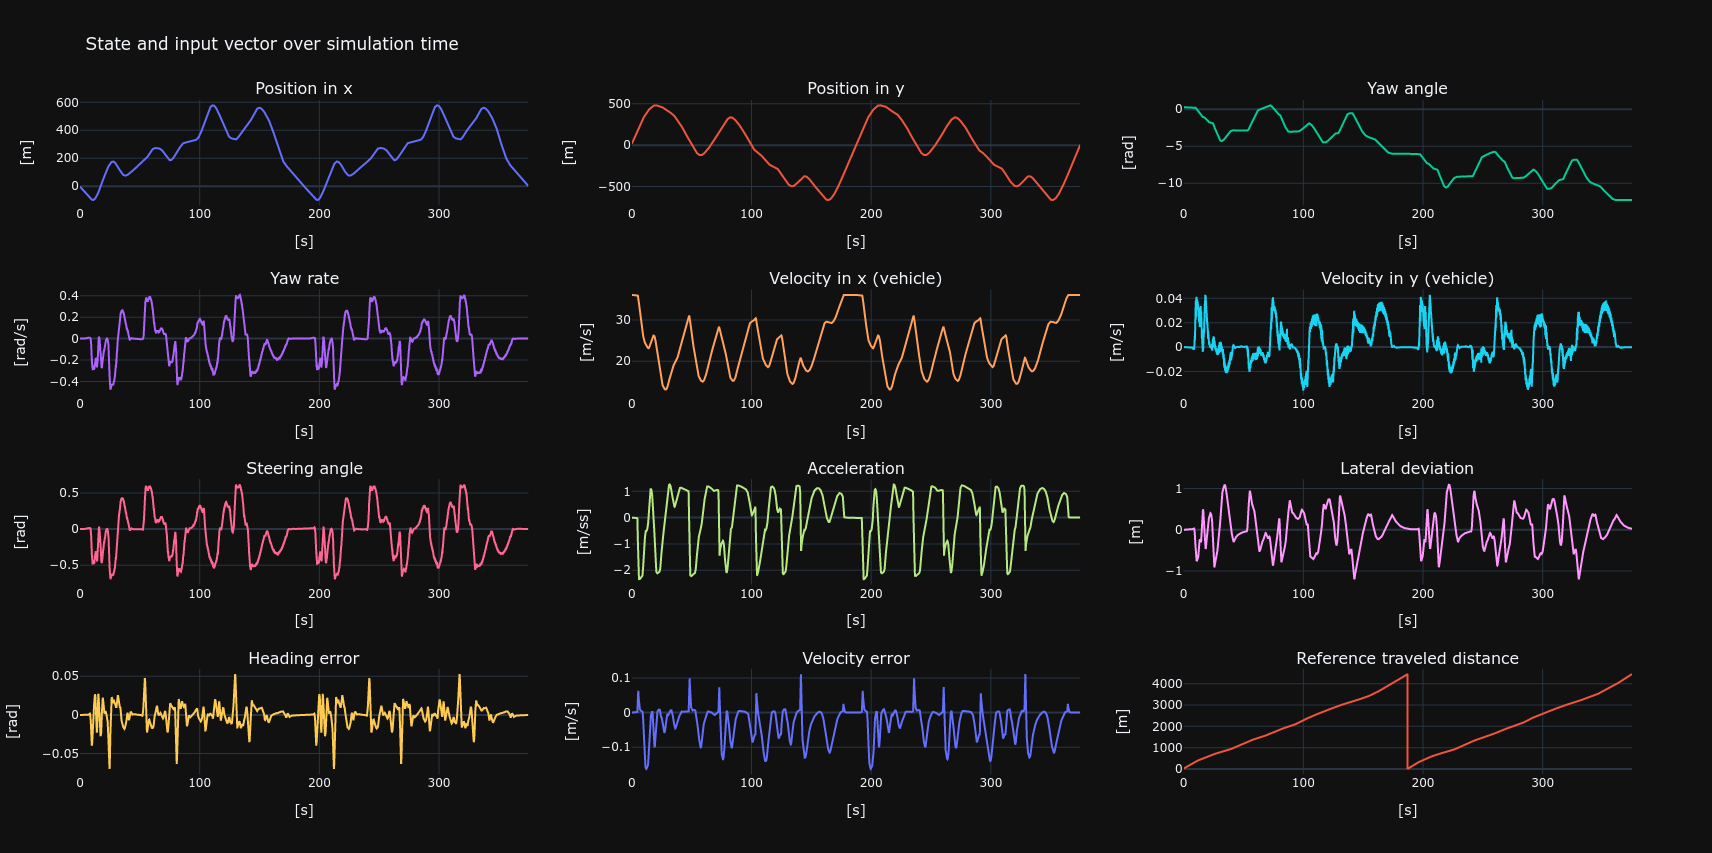 State and input vector over simulation time
Position in x
600
400
200
0
[m]
0 100 200 300
[s]
Position in y
500
0
−500
[m]
0 100 200 300
[s]
Yaw angle
0
−5
−10
[rad]
0 100 200 300
[s]
Yaw rate
0.4
0.2
0
−0.2
−0.4
[rad/s]
0 100 200 300
[s]
Velocity in x (vehicle)
30
20
[m/s]
0 100 200 300
[s]
Velocity in y (vehicle)
0.04
0.02
0
−0.02
[m/s]
0 100 200 300
[s]
Steering angle
0.5
0
−0.5
[rad]
0 100 200 300
[s]
Acceleration
1
0
−1
−2
[m/ss]
0 100 200 300
[s]
Lateral deviation
1
0
−1
[m]
0 100 200 300
[s]
Heading error
0.05
0
−0.05
[rad]
0 100 200 300
[s]
Velocity error
0.1
0
−0.1
[m/s]
0 100 200 300
[s]
Reference traveled distance
4000
3000
2000
1000
0
[m]
0 100 200 300
[s]